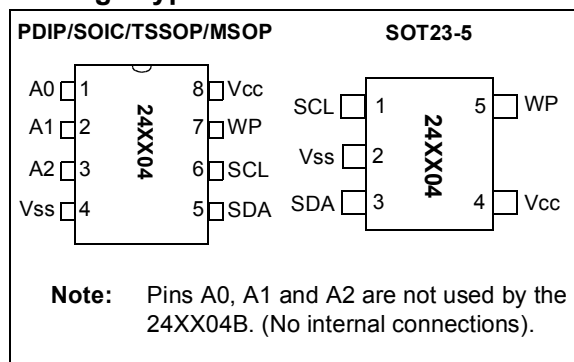 PDIP/SOIC/TSSOP/MSOP
A0 1 8 Vcc
A1 2 7 WP
A2 3 6 SCL
Vss 4 5 SDA
24XX04
SOT23-5
SCL 1 5 WP
Vss 2
SDA 3 4 Vcc
24XX04
Note: Pins A0, A1 and A2 are not used by the
24XX04B. (No internal connections).